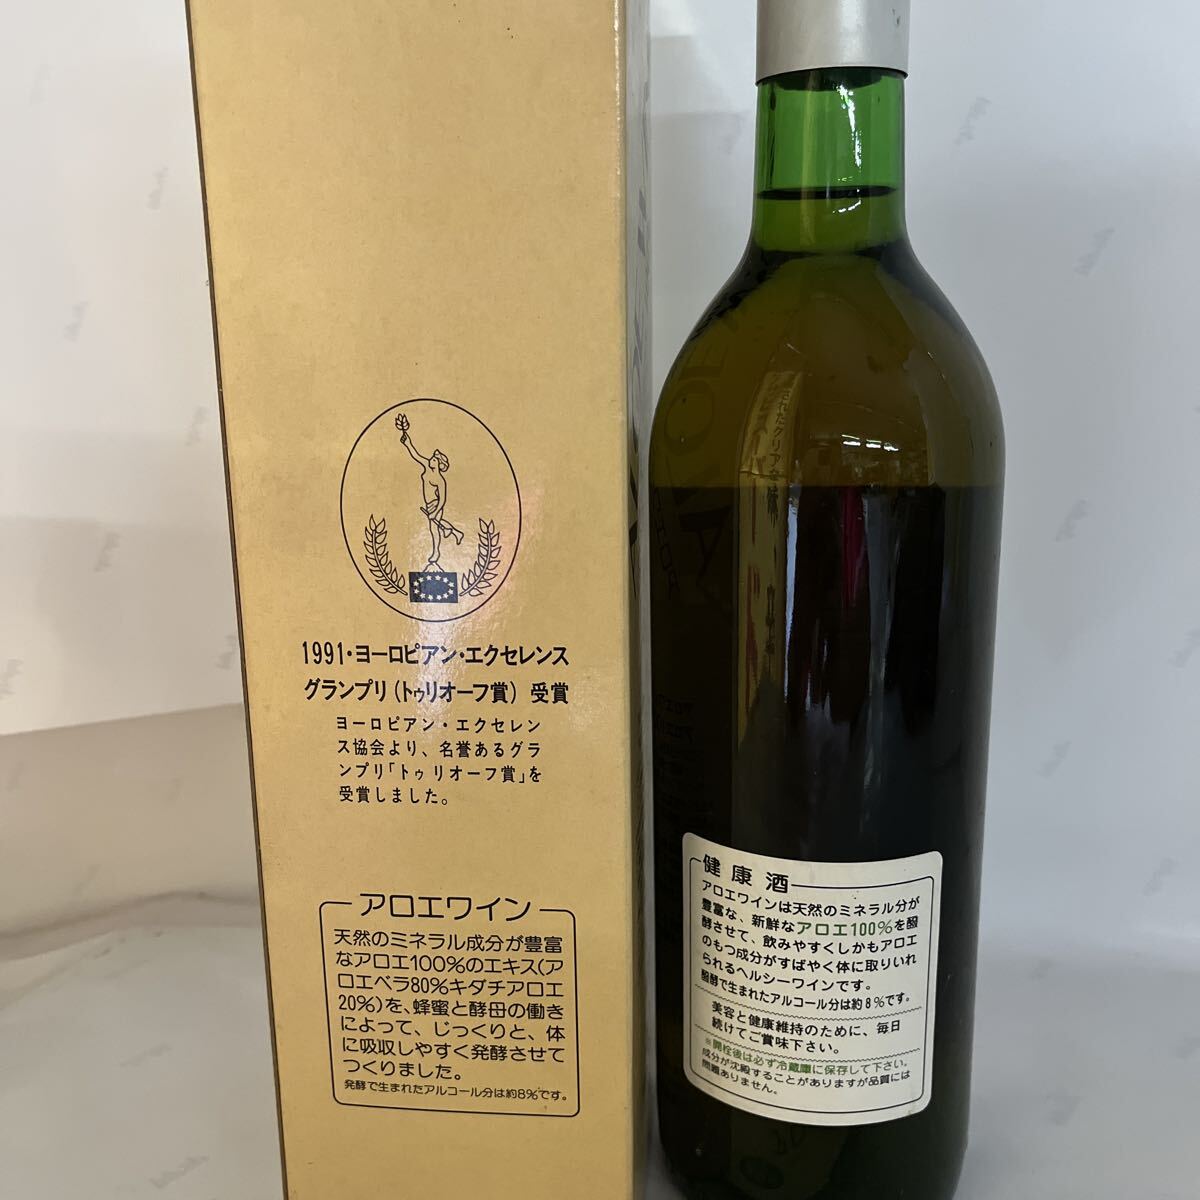 1991・ヨーロピアン・エクセレンス
グランプリ(トゥリオーフ賞) 受賞
ヨーロピアン・エクセレン
ス協会より、名誉あるグラ
ンプリ「トゥリオーフ賞」を
受賞しました。
アロエワイン
天然のミネラル成分が豊富
なアロエ100%のエキス(ア
ロエベラ80%キダチアロエ
20%)を、蜂蜜と酵母の働き
によって、じっくりと、体
に吸収しやすく発酵させて
つくりました。
発酵で生まれたアルコール分は約8%です。
健康酒
アロエワインは天然のミネラル分が
豊富な、新鮮なアロエ100%を醗
酵させて、飲みやすくしかもアロエ
のもつ成分がすばやく体に取りいれ
られるヘルシーワインです。
醗酵で生まれたアルコール分は約8%です。
美容と健康維持のために、毎日
続けてご賞味下さい。
※開栓後は必ず冷蔵庫に保存して下さい。
成分が沈殿することがありますが品質には
問題ありません。